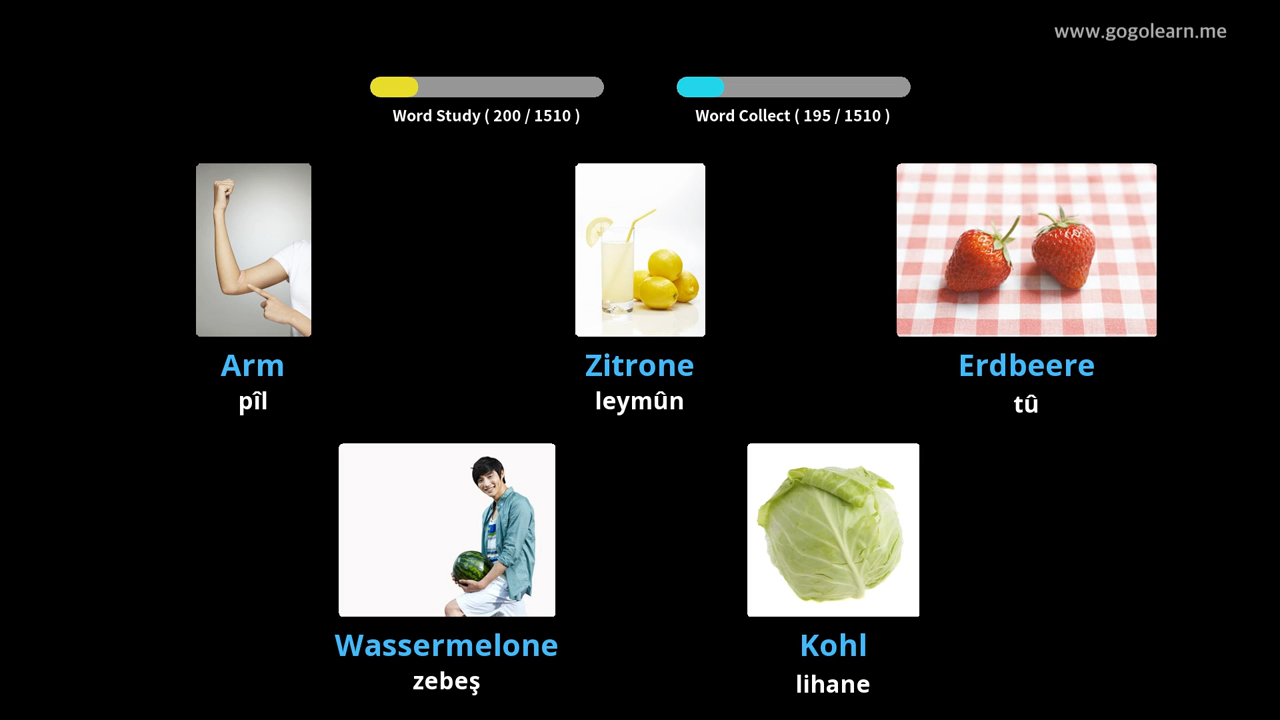 www.gogolearn.me
Word Study ( 200 / 1510 )
Word Collect ( 195 / 1510 )
Arm
pîl
Zitrone
leymûn
Erdbeere
tû
Wassermelone
zebeş
Kohl
lihane